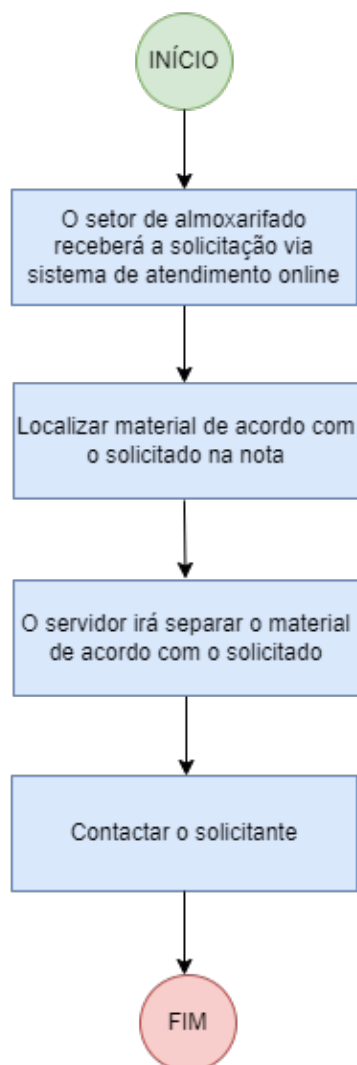 INÍCIO
O setor de almoxarifado
receberá a solicitação via
sistema de atendimento online
Localizar material de acordo com
o solicitado na nota
O servidor irá separar o material
de acordo com o solicitado
Contactar o solicitante
FIM